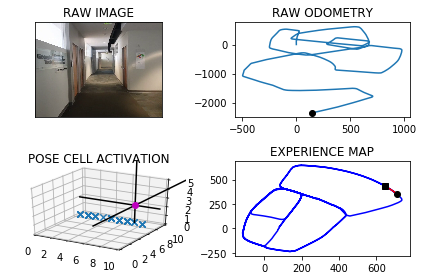 RAW IMAGE
RAW ODOMETRY
0
−1000
−2000
−500 0 500 1000
POSE CELL ACTIVATION
0 2 4 6 8 10
0 2 4 6 8 10
0 1 2 3 4 5
EXPERIENCE MAP
500
250
0
−250
0 200 400 600